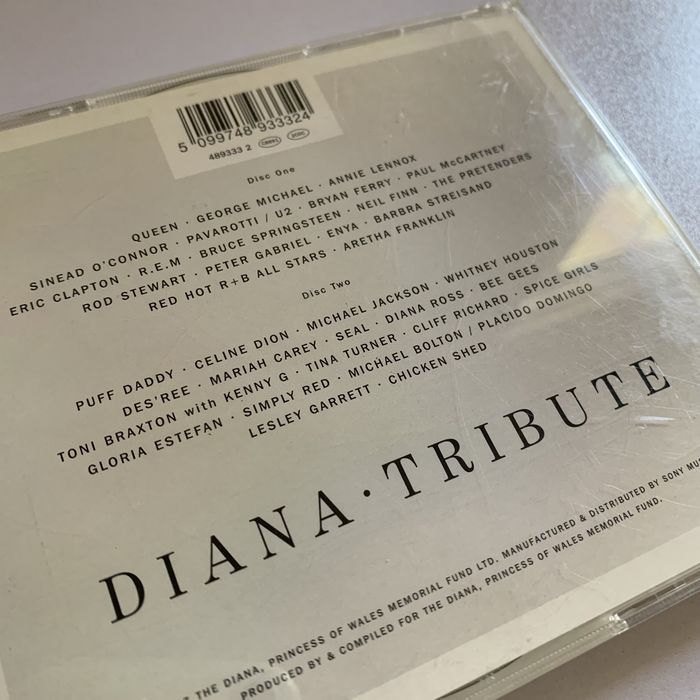 5 099748 933324
489333 2
Disc One
QUEEN · GEORGE MICHAEL · ANNIE LENNOX
SINEAD O'CONNOR · PAVAROTTI / U2 · BRYAN FERRY · PAUL McCARTNEY
ERIC CLAPTON · R.E.M · BRUCE SPRINGSTEEN · NEIL FINN · THE PRETENDERS
ROD STEWART · PETER GABRIEL · ENYA · BARBRA STREISAND
RED HOT R+B ALL STARS · ARETHA FRANKLIN
Disc Two
PUFF DADDY · CELINE DION · MICHAEL JACKSON · WHITNEY HOUSTON
DES'REE · MARIAH CAREY · SEAL · DIANA ROSS · BEE GEES
TONI BRAXTON with KENNY G · TINA TURNER · CLIFF RICHARD · SPICE GIRLS
GLORIA ESTEFAN · SIMPLY RED · MICHAEL BOLTON / PLACIDO DOMINGO
LESLEY GARRETT · CHICKEN SHED
DIANA · TRIBUTE
THE DIANA, PRINCESS OF WALES MEMORIAL FUND LTD. MANUFACTURED & DISTRIBUTED BY SONY
PRODUCED BY & COMPILED FOR THE DIANA, PRINCESS OF WALES MEMORIAL FUND.